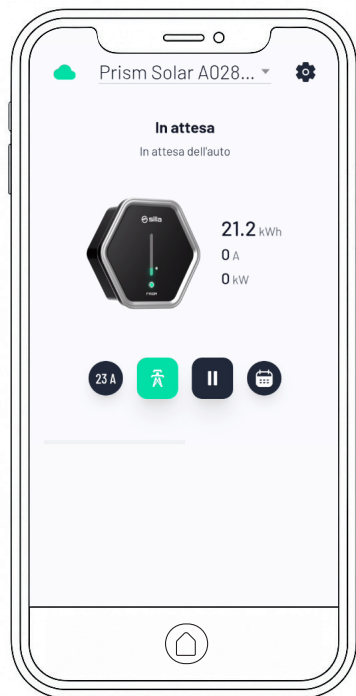 Prism Solar A028...
In attesa
In attesa dell'auto
silla
21.2 kWh
0 A
0 kW
23 A